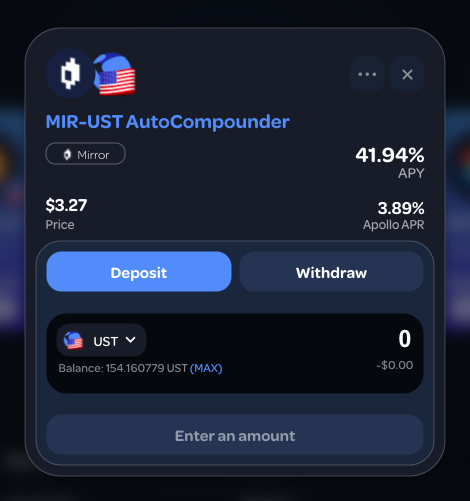 MIR-UST AutoCompounder
Mirror
41.94%
APY
$3.27
Price
3.89%
Apollo APR
Deposit
Withdraw
UST
0
Balance: 154.160779 UST (MAX)
-$0.00
Enter an amount